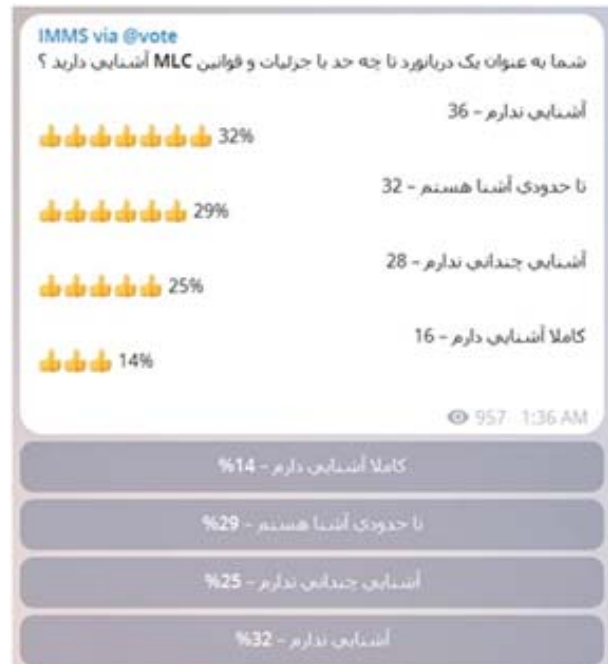 IMMS via @vote
شما به عنوان یک دریانورد تا چه حد با جزئیات و قوانین MLC آشنایی دارید ؟
آشنایی ندارم – 36
👍👍👍👍👍👍👍 32%
تا حدودی آشنا هستم – 32
👍👍👍👍👍👍 29%
آشنایی چندانی ندارم – 28
👍👍👍👍👍 25%
کاملا آشنایی دارم – 16
👍👍👍 14%
957 1:36 AM
کاملا آشنایی دارم – 14%
تا حدودی آشنا هستم – 29%
آشنایی چندانی ندارم – 25%
آشنایی ندارم – 32%